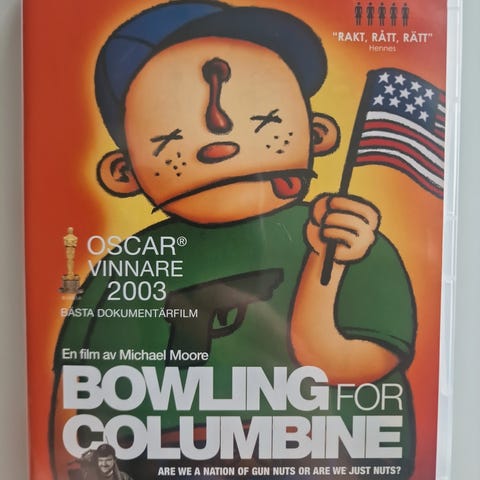 "RAKT, RÅTT, RÄTT"
Hennes
OSCAR®
VINNARE
2003
BÄSTA DOKUMENTÄRFILM
En film av Michael Moore
BOWLING FOR
COLUMBINE
ARE WE A NATION OF GUN NUTS OR ARE WE JUST NUTS?